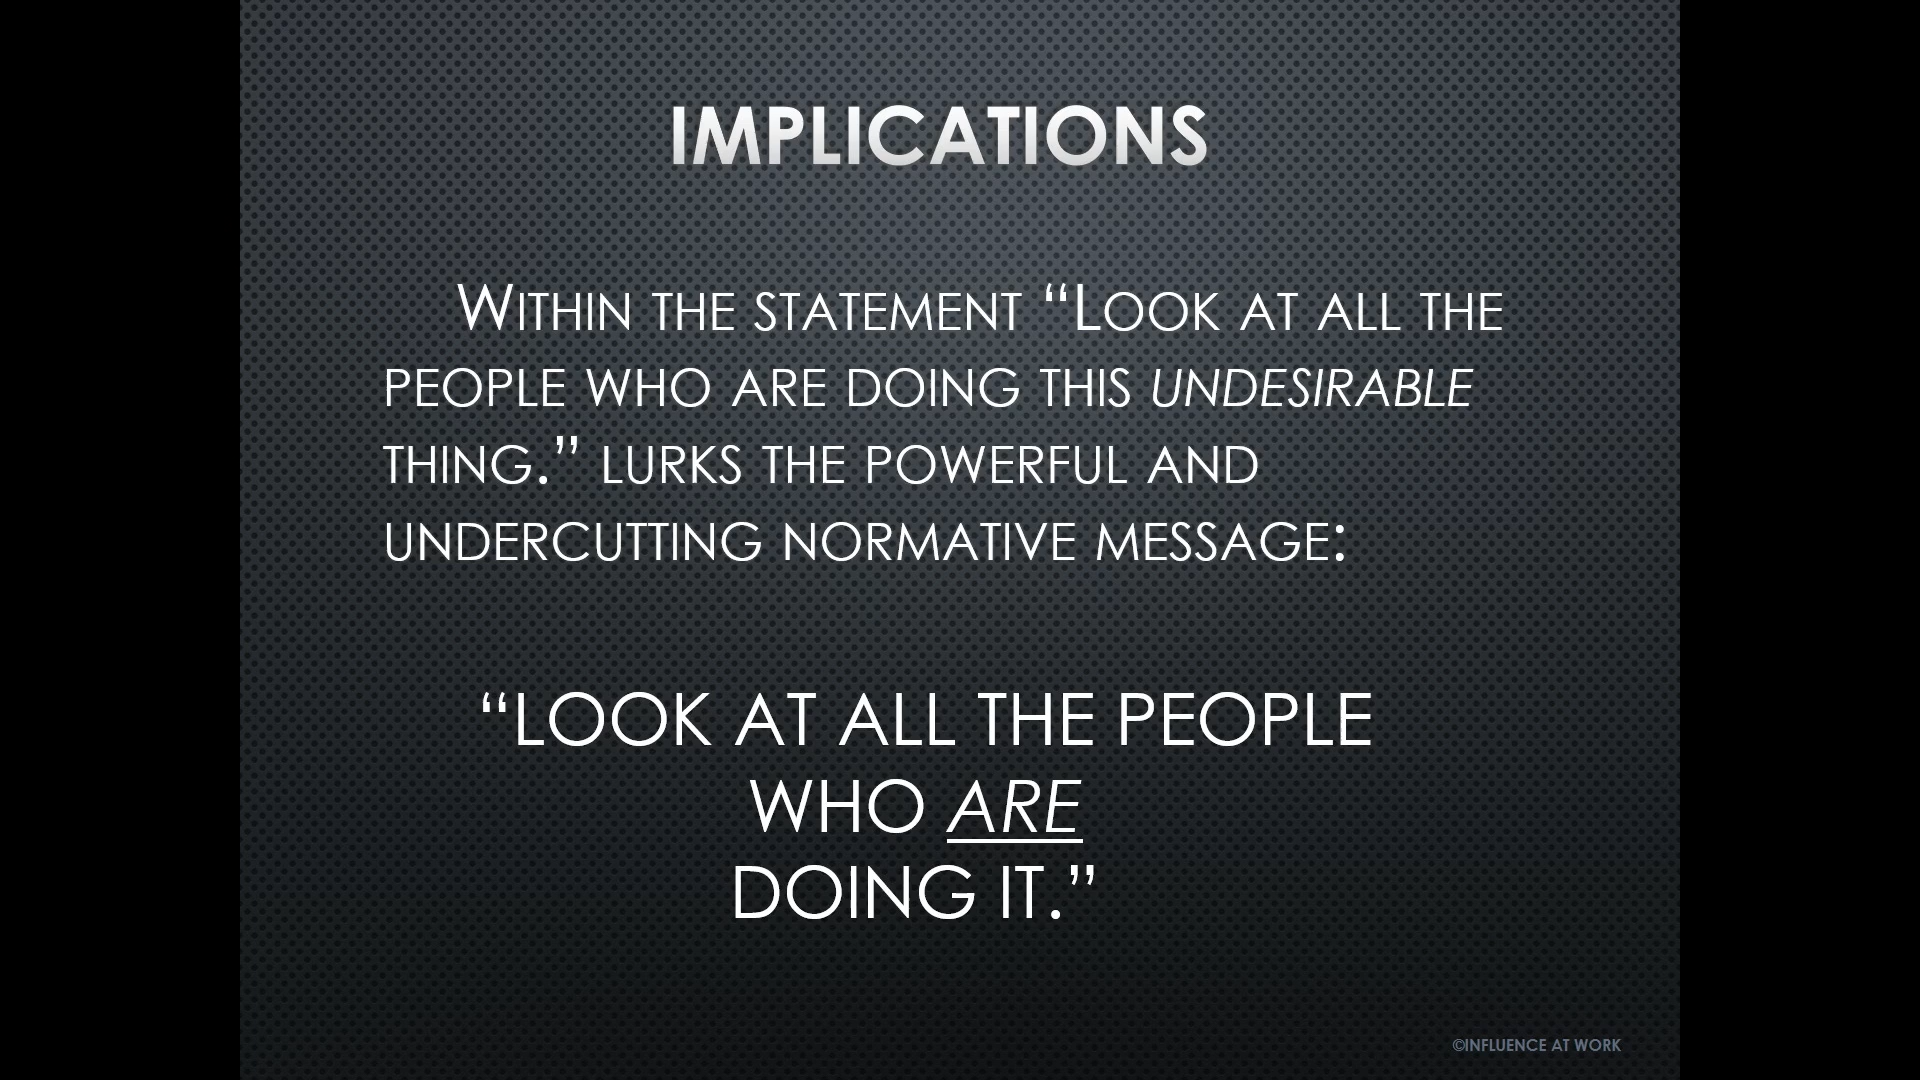 IMPLICATIONS
WITHIN THE STATEMENT “LOOK AT ALL THE
PEOPLE WHO ARE DOING THIS UNDESIRABLE
THING.” LURKS THE POWERFUL AND
UNDERCUTTING NORMATIVE MESSAGE:
“LOOK AT ALL THE PEOPLE
WHO ARE
DOING IT.”
©INFLUENCE AT WORK